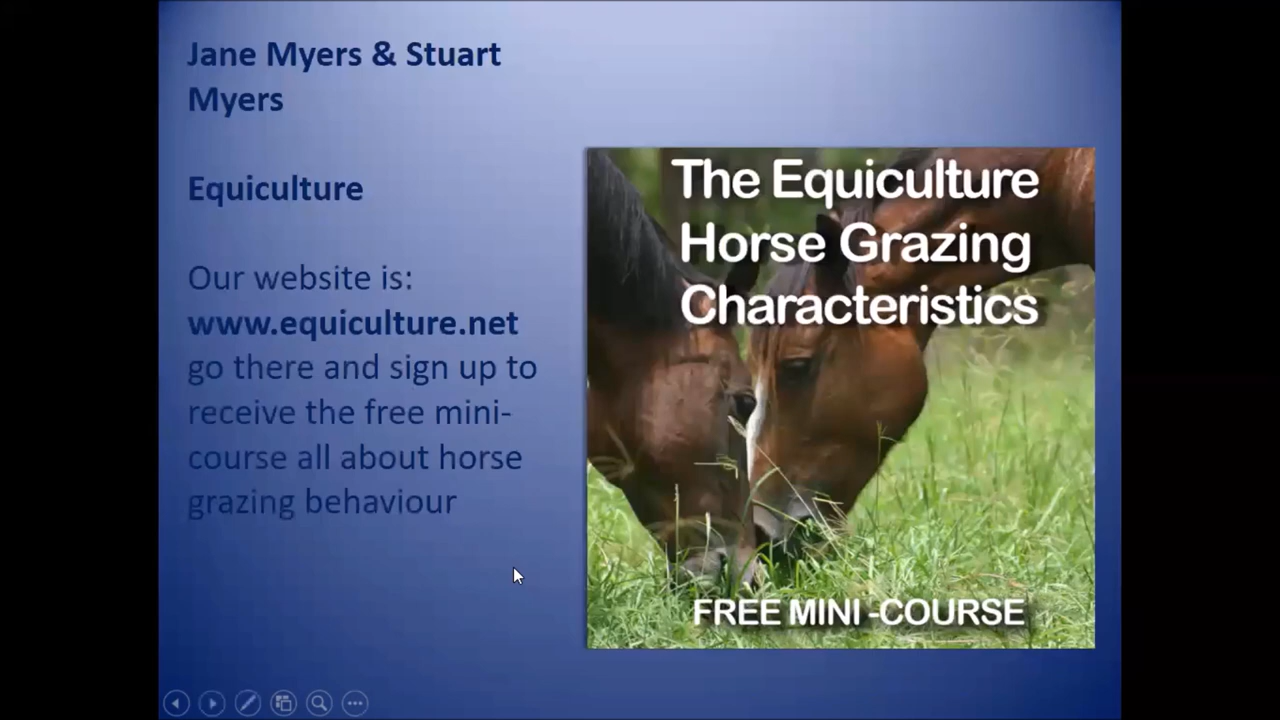 Jane Myers & Stuart
Myers
Equiculture
Our website is:
www.equiculture.net
go there and sign up to
receive the free mini-
course all about horse
grazing behaviour
The Equiculture
Horse Grazing
Characteristics
FREE MINI -COURSE